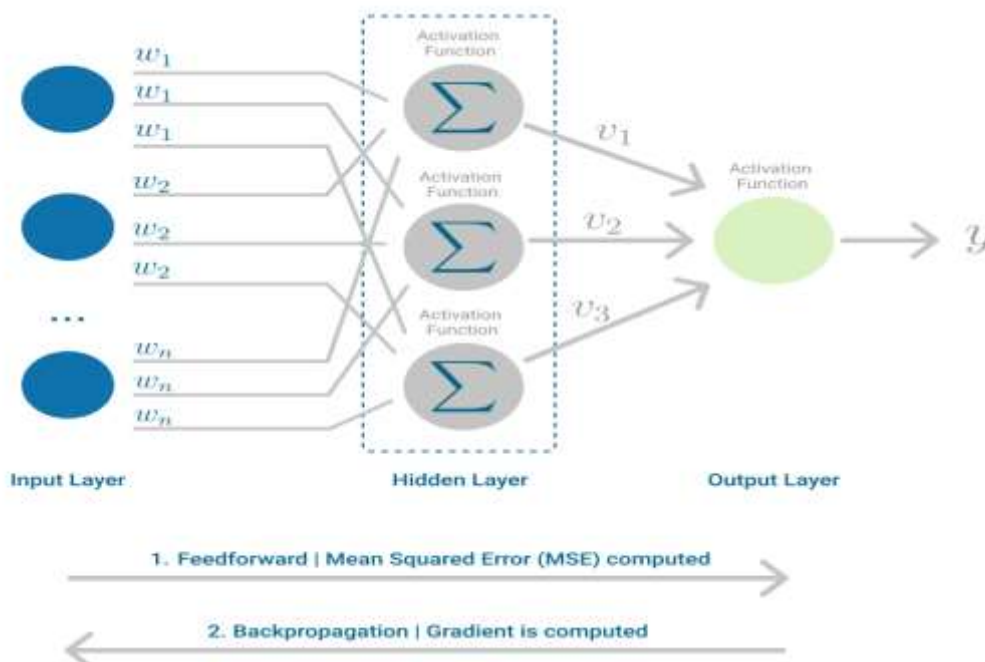 Activation
Function
w₁
w₁
w₁
Σ
v₁
Activation
Function
w₂
w₂
w₂
Activation
Function
Σ
v₂
y
...
Activation
Function
v₃
wₙ
wₙ
wₙ
Σ
Input Layer
Hidden Layer
Output Layer
1. Feedforward | Mean Squared Error (MSE) computed
2. Backpropagation | Gradient is computed